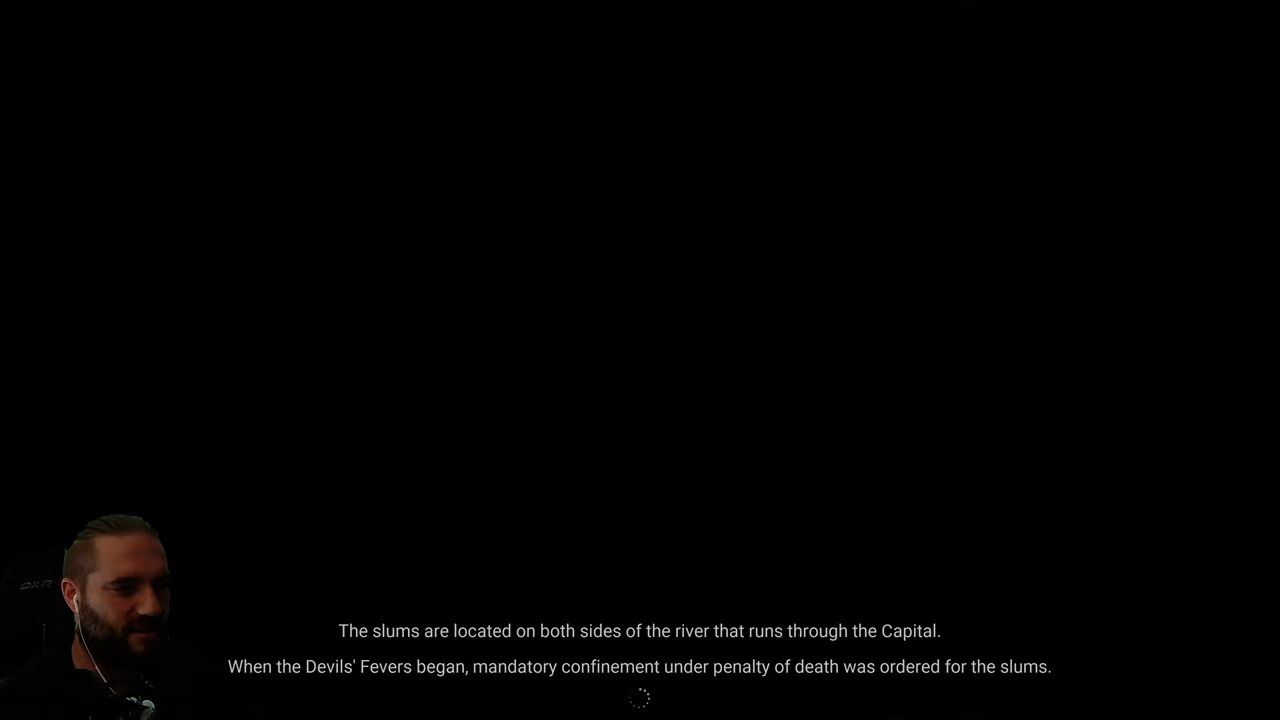 The slums are located on both sides of the river that runs through the Capital.
When the Devils' Fevers began, mandatory confinement under penalty of death was ordered for the slums.